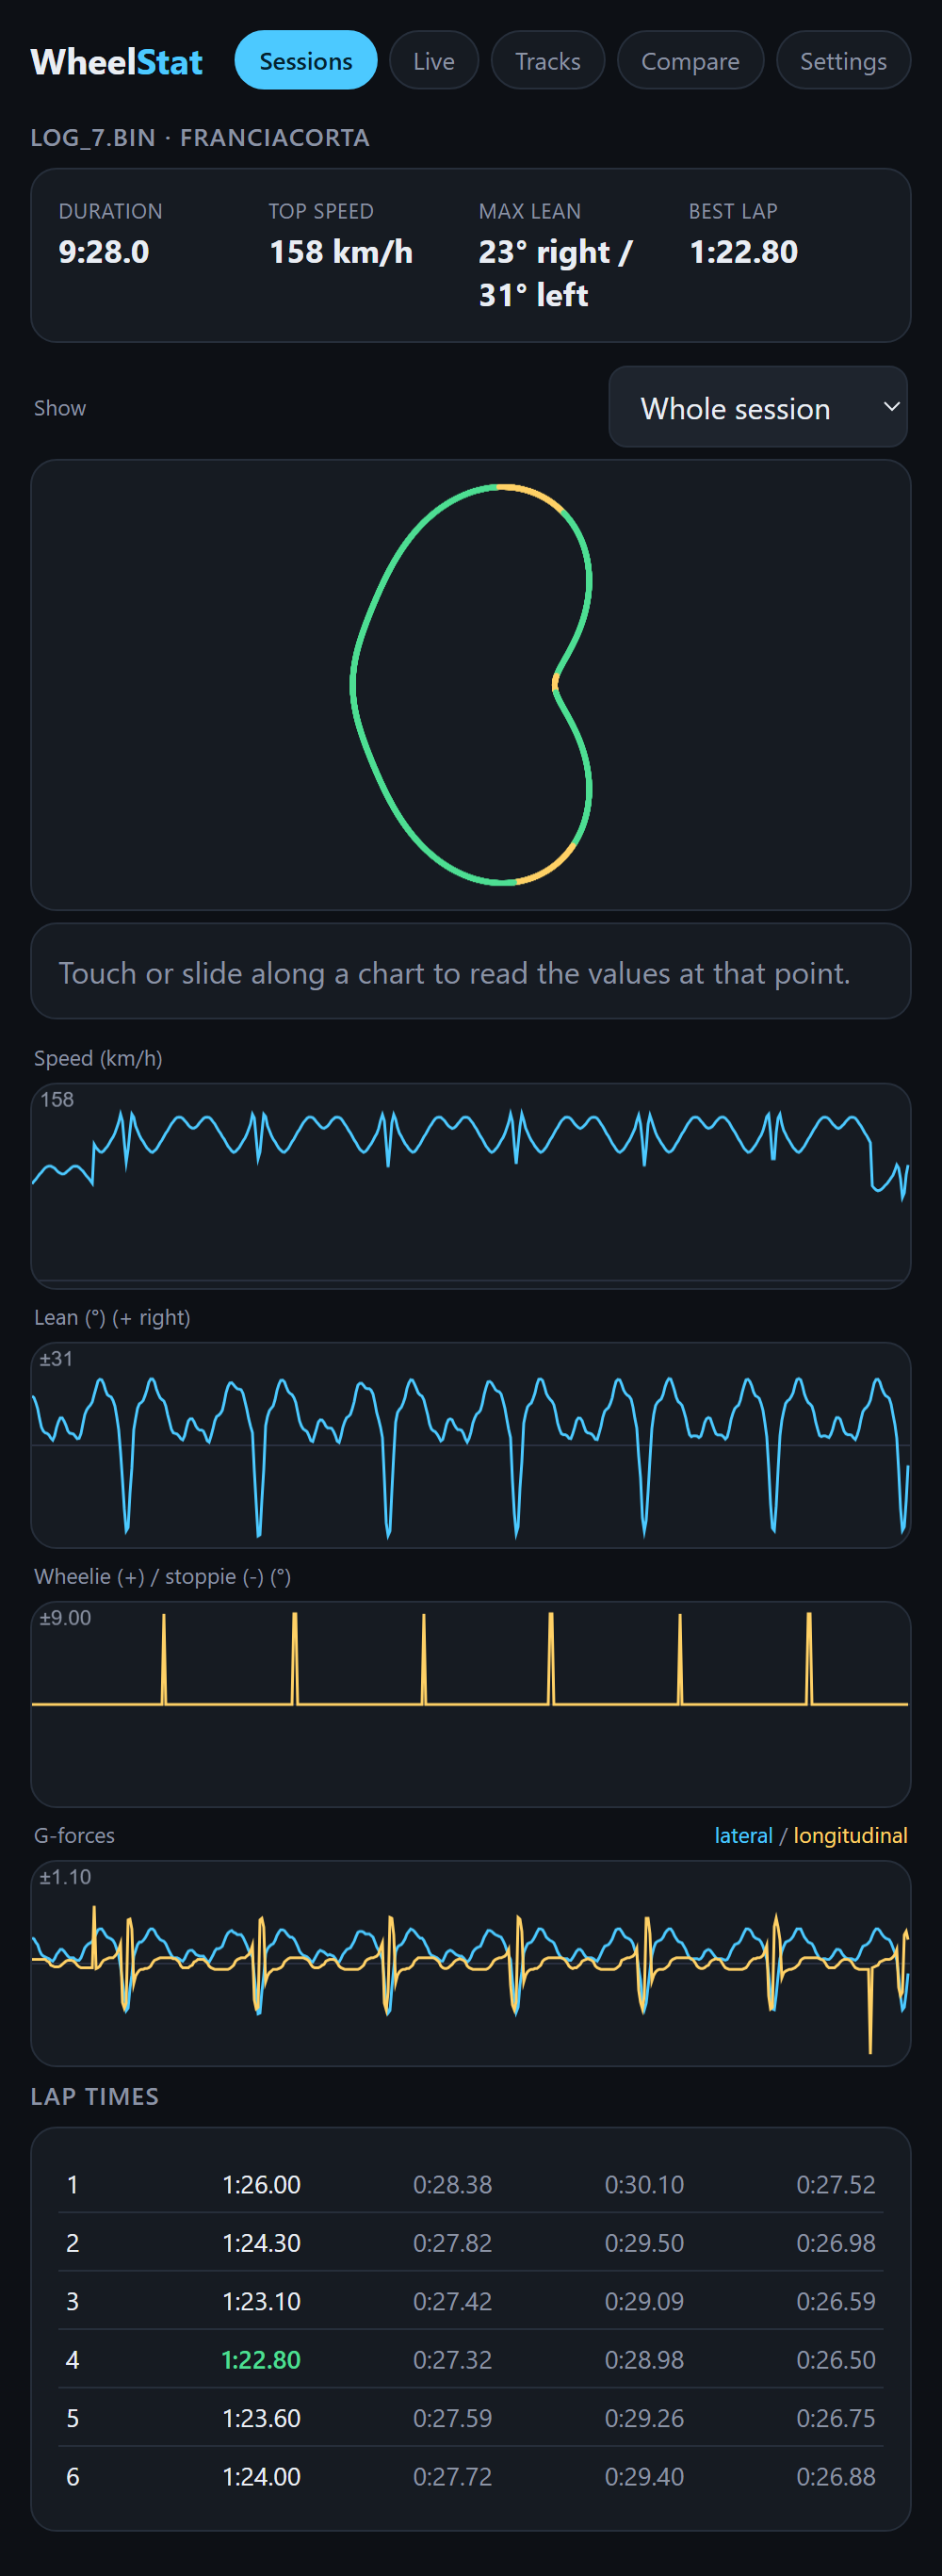 WheelStat Sessions Live Tracks Compare Settings
LOG_7.BIN · FRANCIACORTA
DURATION TOP SPEED MAX LEAN BEST LAP
9:28.0 158 km/h 23° right / 1:22.80
31° left
Show Whole session
Touch or slide along a chart to read the values at that point.
Speed (km/h)
158
Lean (°) (+ right)
±31
Wheelie (+) / stoppie (-) (°)
±9.00
G-forces lateral / longitudinal
±1.10
LAP TIMES
1 1:26.00 0:28.38 0:30.10 0:27.52
2 1:24.30 0:27.82 0:29.50 0:26.98
3 1:23.10 0:27.42 0:29.09 0:26.59
4 1:22.80 0:27.32 0:28.98 0:26.50
5 1:23.60 0:27.59 0:29.26 0:26.75
6 1:24.00 0:27.72 0:29.40 0:26.88